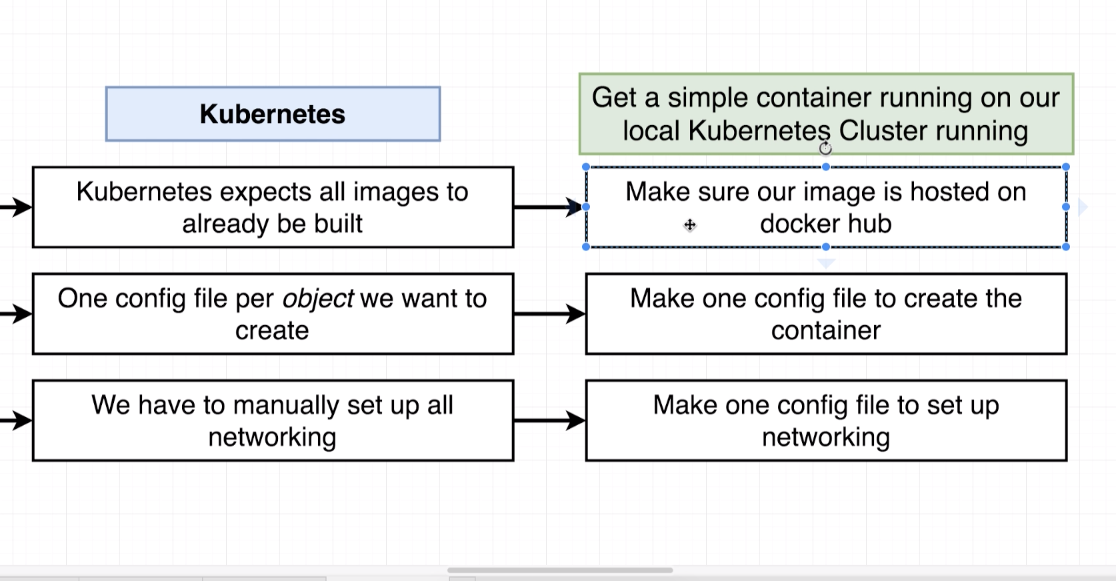 Kubernetes
Get a simple container running on our
local Kubernetes Cluster running
Kubernetes expects all images to
already be built
Make sure our image is hosted on
docker hub
One config file per object we want to
create
Make one config file to create the
container
We have to manually set up all
networking
Make one config file to set up
networking